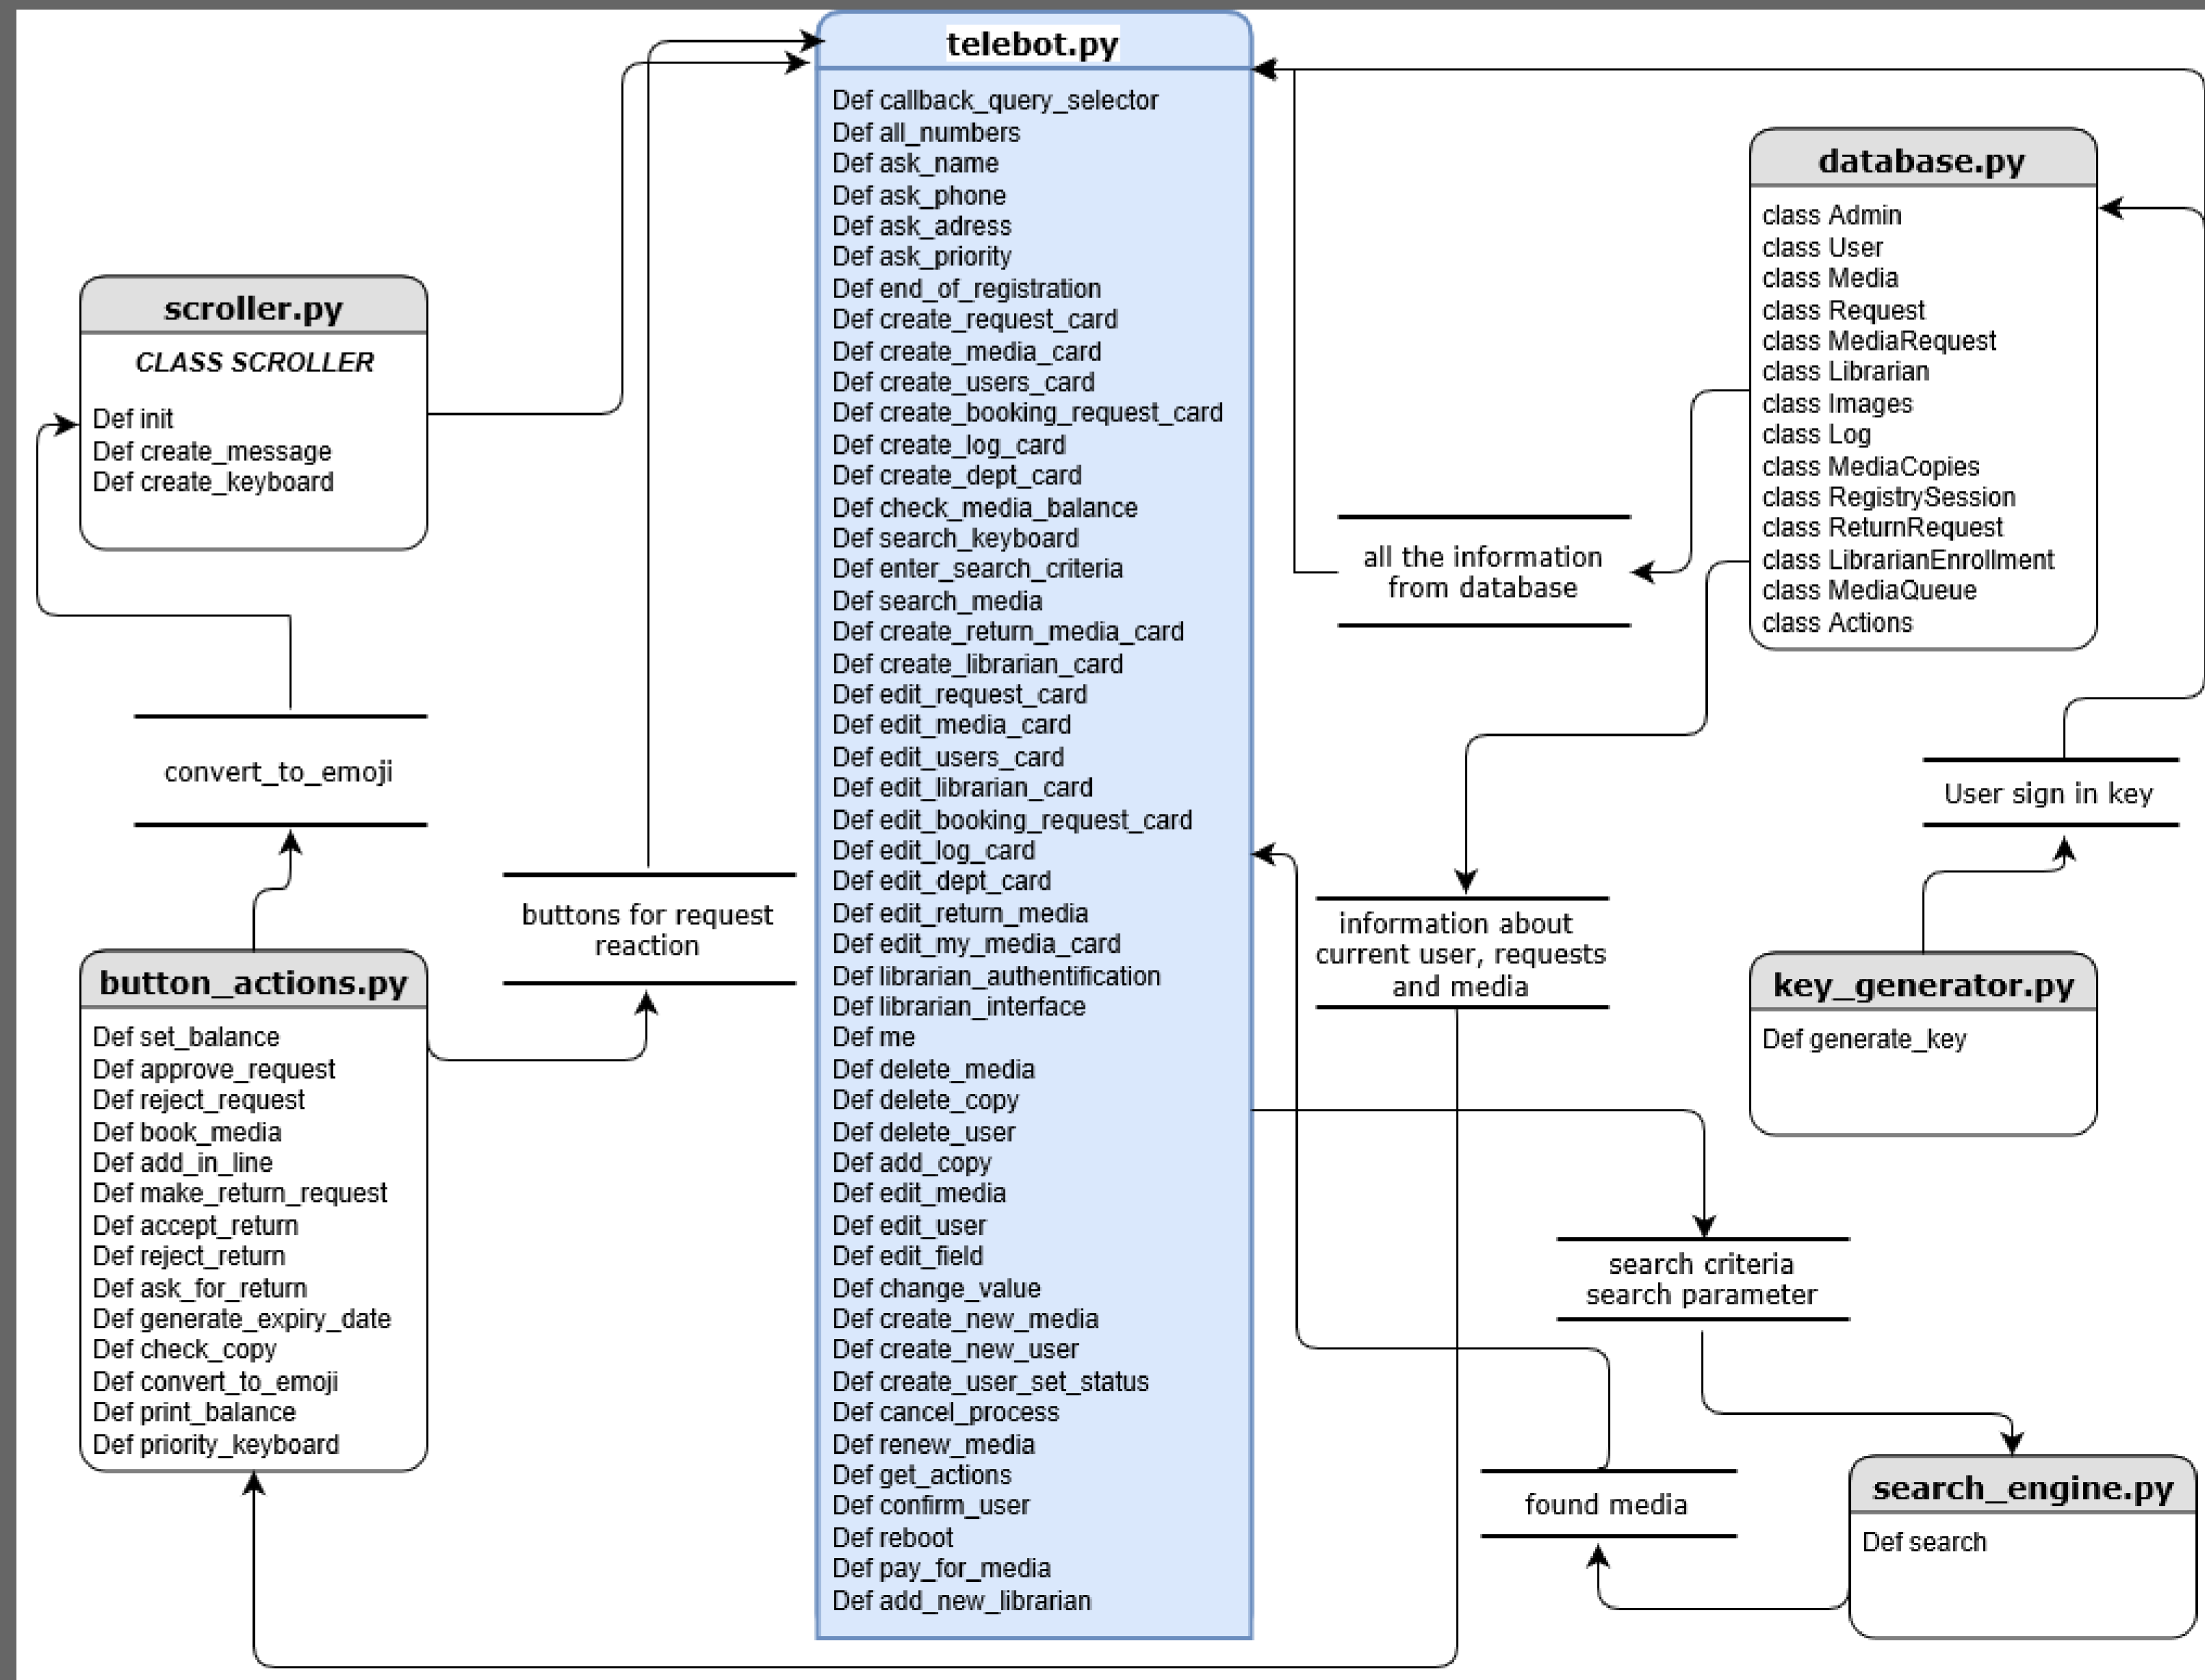 telebot.py
Def callback_query_selector
Def all_numbers
Def ask_name
Def ask_phone
Def ask_adress
Def ask_priority
Def end_of_registration
Def create_request_card
Def create_media_card
Def create_users_card
Def create_booking_request_card
Def create_log_card
Def create_dept_card
Def check_media_balance
Def search_keyboard
Def enter_search_criteria
Def search_media
Def create_return_media_card
Def create_librarian_card
Def edit_request_card
Def edit_media_card
Def edit_users_card
Def edit_librarian_card
Def edit_booking_request_card
Def edit_log_card
Def edit_dept_card
Def edit_return_media
Def edit_my_media_card
Def librarian_authentification
Def librarian_interface
Def me
Def delete_media
Def delete_copy
Def delete_user
Def add_copy
Def edit_media
Def edit_user
Def edit_field
Def change_value
Def create_new_media
Def create_new_user
Def create_user_set_status
Def cancel_process
Def renew_media
Def get_actions
Def confirm_user
Def reboot
Def pay_for_media
Def add_new_librarian
scroller.py
CLASS SCROLLER
Def init
Def create_message
Def create_keyboard
convert_to_emoji
buttons for request
reaction
button_actions.py
Def set_balance
Def approve_request
Def reject_request
Def book_media
Def add_in_line
Def make_return_request
Def accept_return
Def reject_return
Def ask_for_return
Def generate_expiry_date
Def check_copy
Def convert_to_emoji
Def print_balance
Def priority_keyboard
database.py
class Admin
class User
class Media
class Request
class MediaRequest
class Librarian
class Images
class Log
class MediaCopies
class RegistrySession
class ReturnRequest
class LibrarianEnrollment
class MediaQueue
class Actions
all the information
from database
User sign in key
information about
current user, requests
and media
key_generator.py
Def generate_key
search criteria
search parameter
found media
search_engine.py
Def search